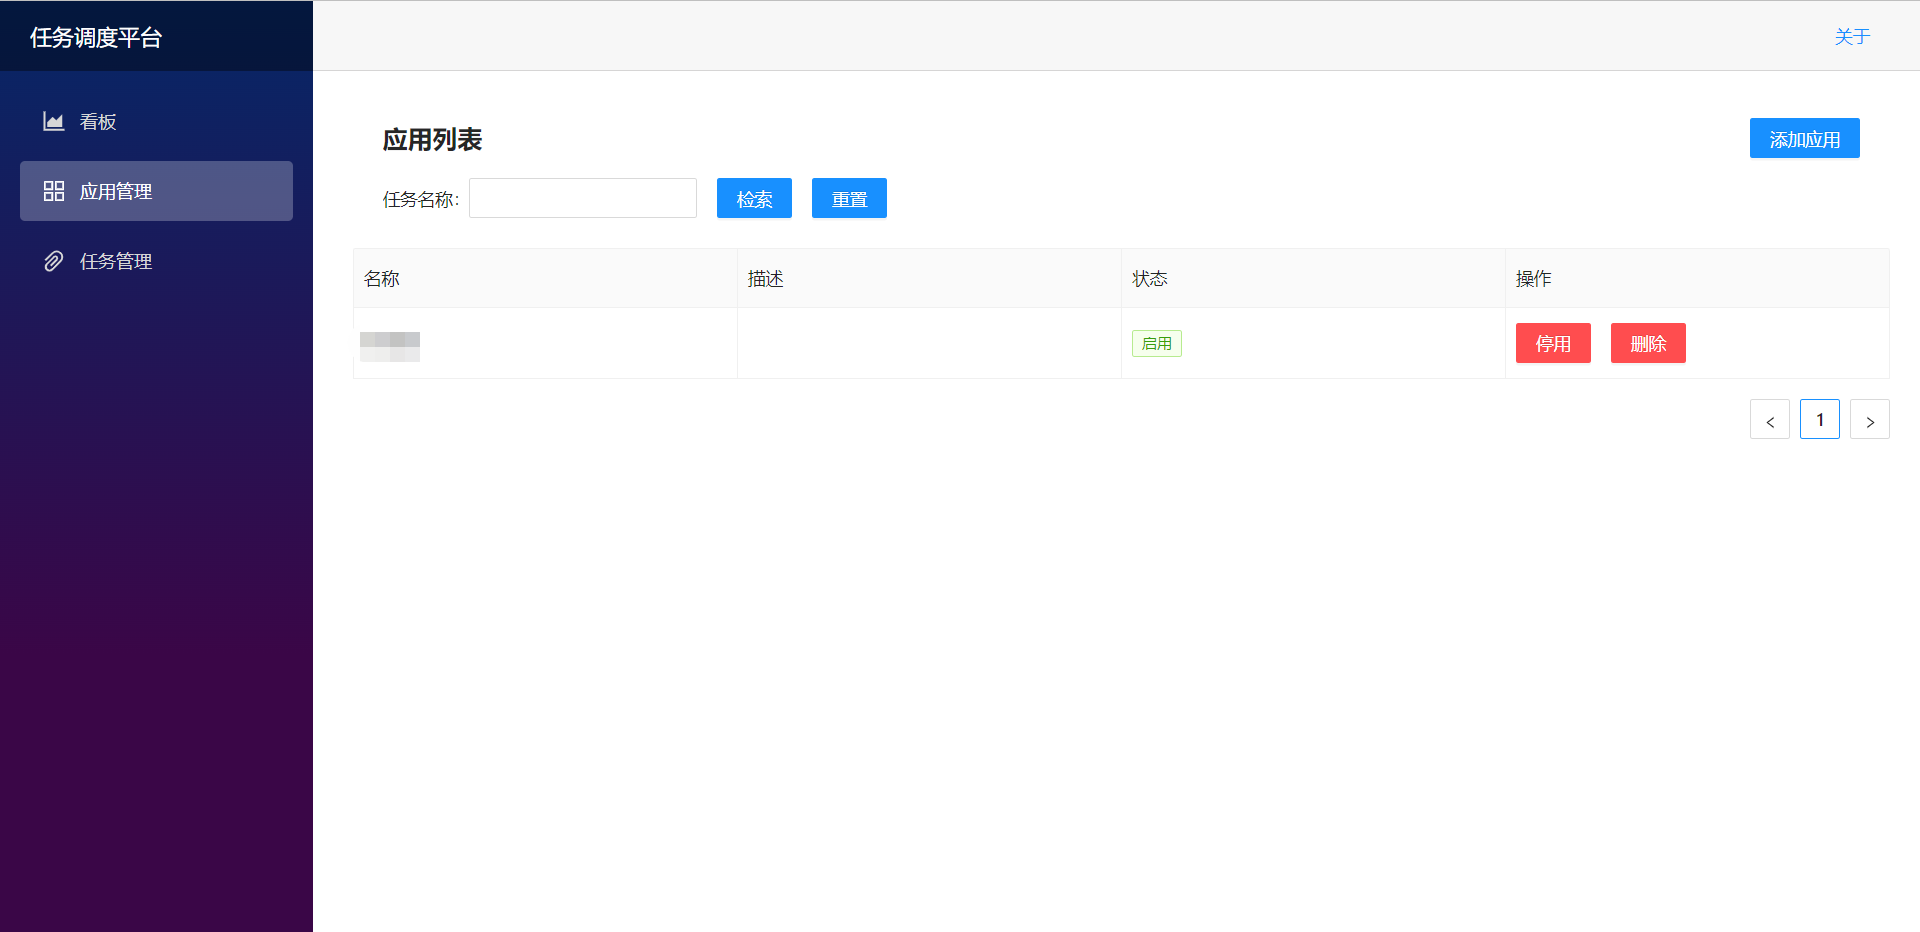 任务调度平台
关于
看板
应用管理
任务管理
应用列表
添加应用
任务名称:
检索
重置
名称
描述
状态
操作
启用
停用
删除
<
1
>